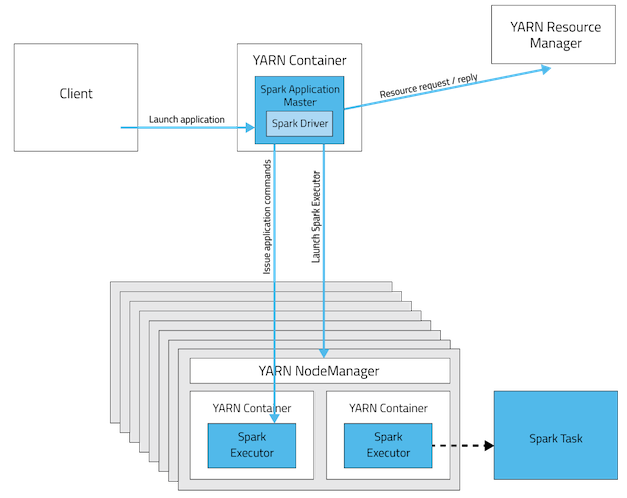 YARN Resource
Manager
YARN Container
Client
Spark Application
Master
Spark Driver
Launch application
Resource request / reply
Issue application commands
Launch Spark Executor
YARN NodeManager
YARN Container
YARN Container
Spark
Executor
Spark
Executor
Spark Task